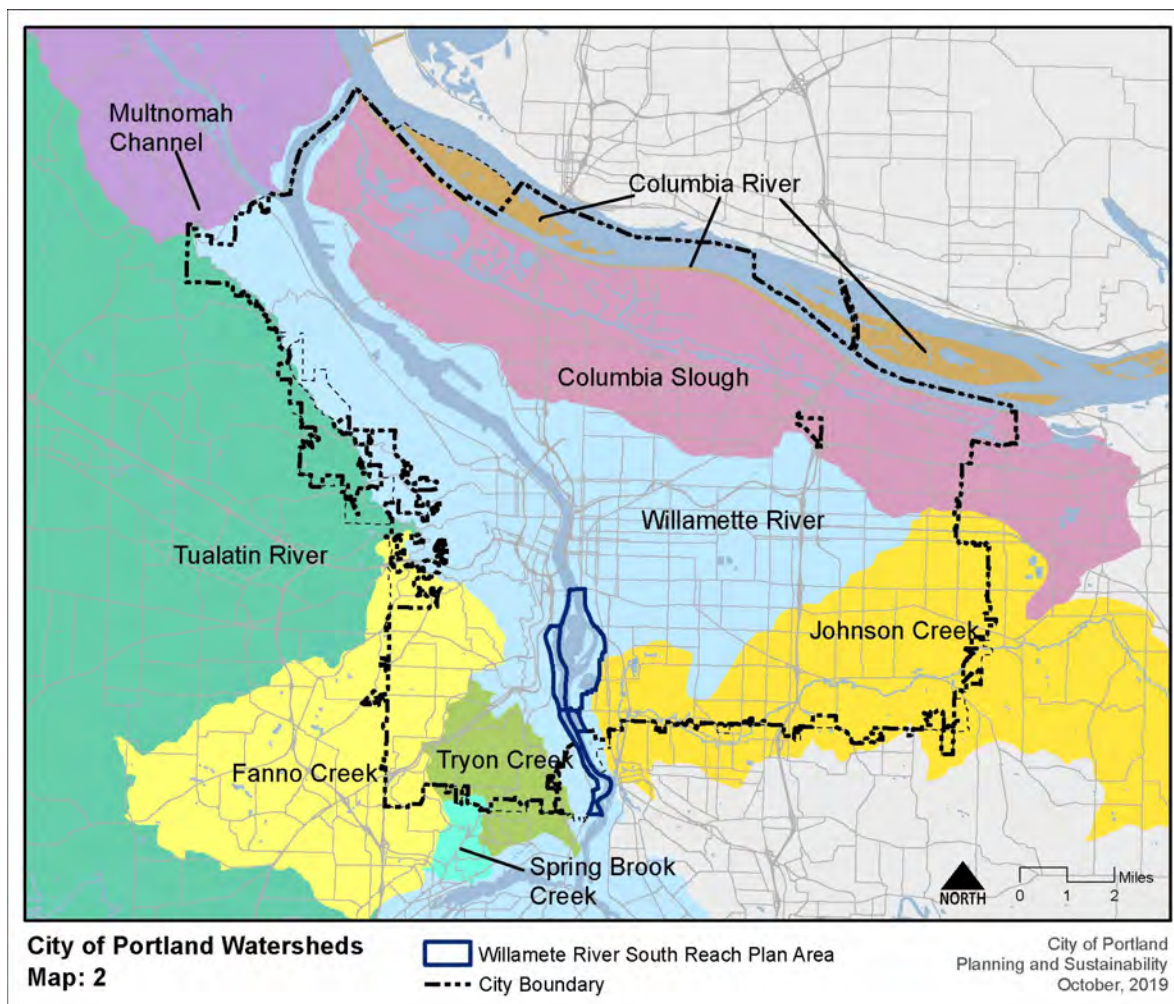 Multnomah
Channel
Columbia River
Columbia Slough
Willamette River
Tualatin River
Johnson Creek
Fanno Creek
Tryon Creek
Spring Brook
Creek
NORTH
0 1 2 Miles
City of Portland Watersheds
Map: 2
Willamete River South Reach Plan Area
City Boundary
City of Portland
Planning and Sustainability
October, 2019